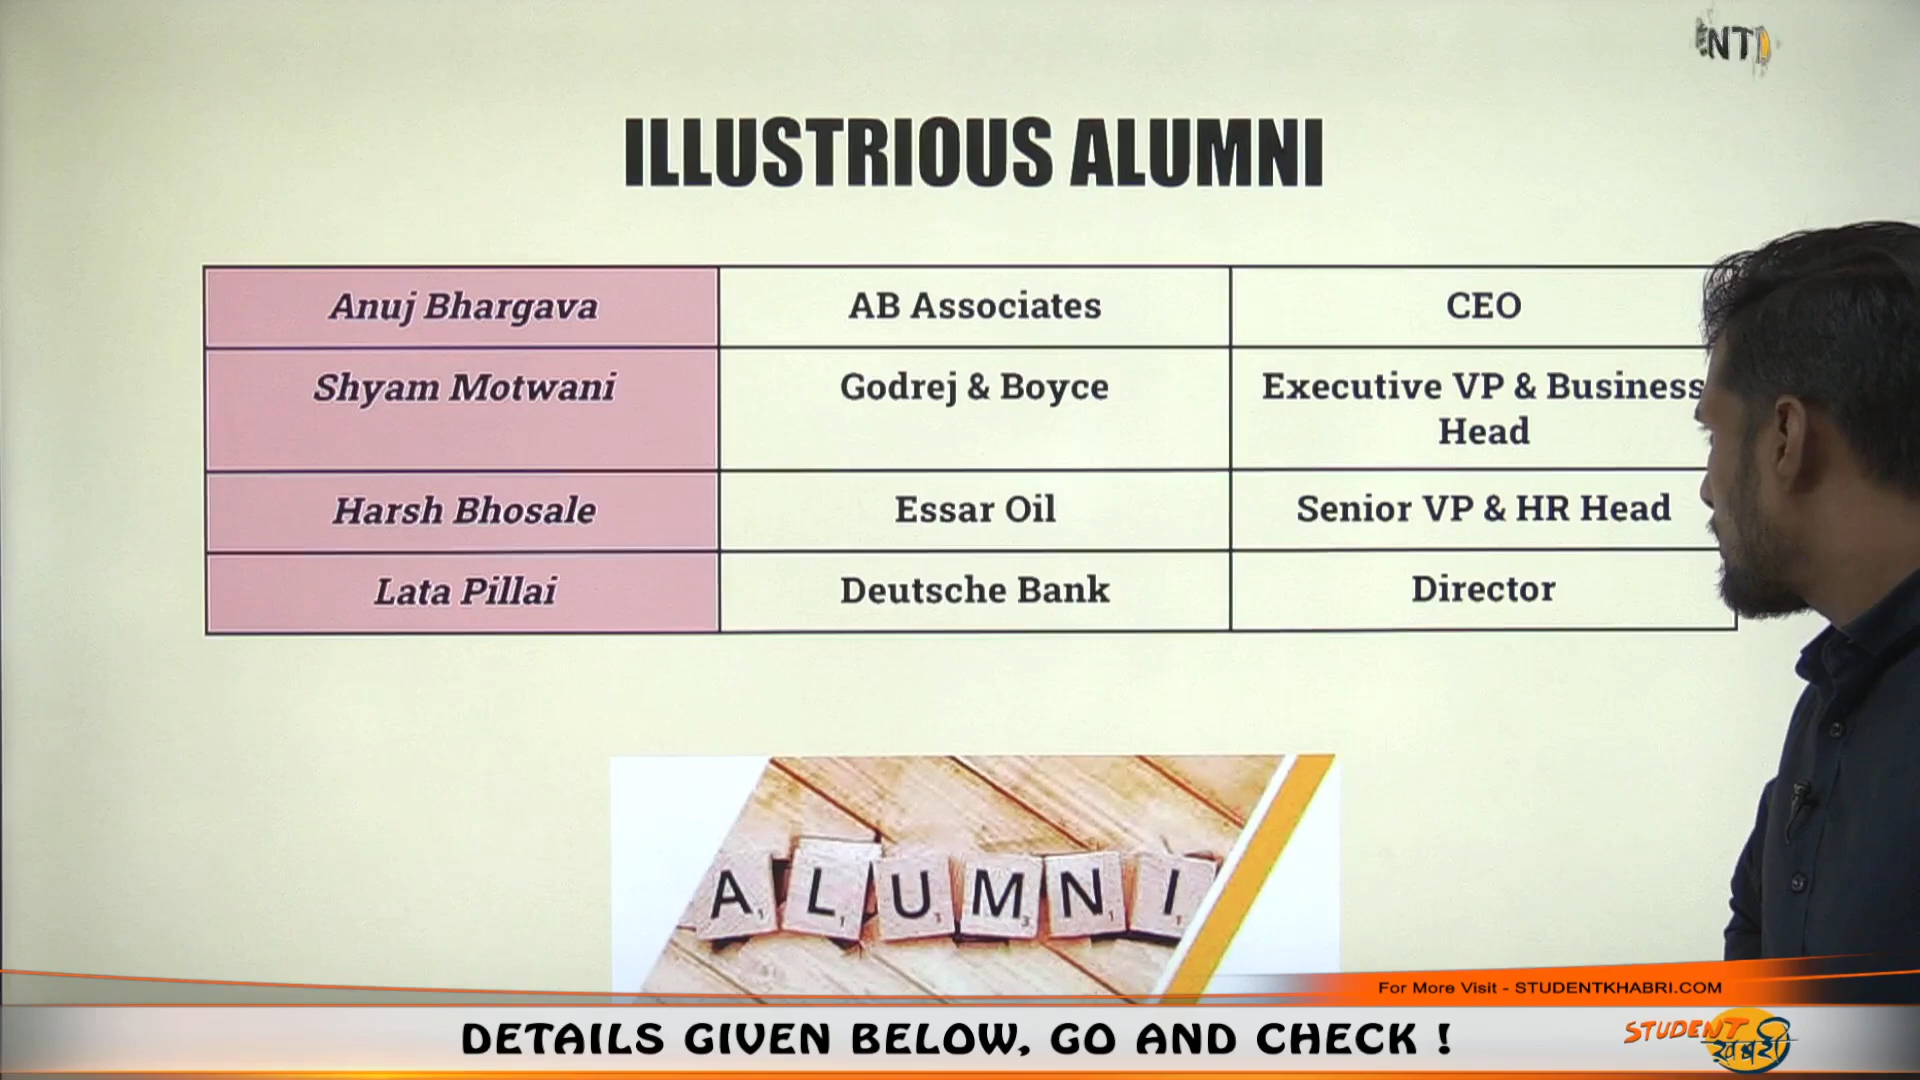 ILLUSTRIOUS ALUMNI
Anuj Bhargava AB Associates CEO
Shyam Motwani Godrej & Boyce Executive VP & Business
Head
Harsh Bhosale Essar Oil Senior VP & HR Head
Lata Pillai Deutsche Bank Director
A L U M N I
For More Visit - STUDENTKHABRI.COM
DETAILS GIVEN BELOW, GO AND CHECK !
STUDENT
खबरी